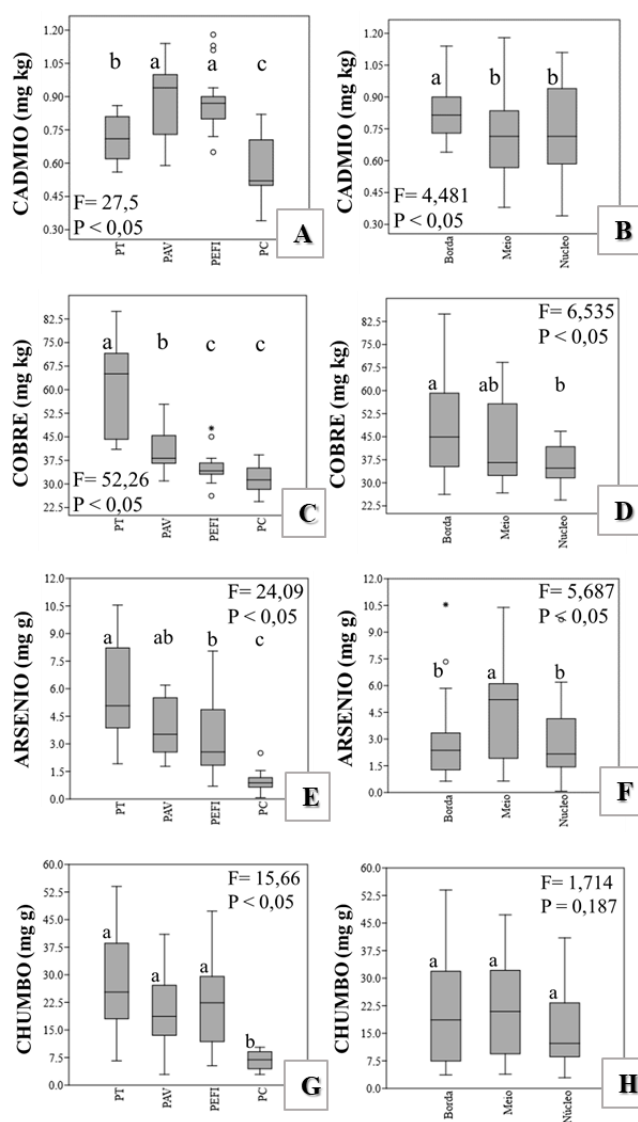 CADMIO (mg kg)
1.20
1.05
0.90
0.75
0.60
0.45
0.30
b
a
a
c
F= 27,5
P < 0,05
PT
PAV
PEFI
PC
A
CADMIO (mg kg)
1.20
1.05
0.90
0.75
0.60
0.45
0.30
a
b
b
F= 4,481
P < 0,05
Borda
Meio
Nucleo
B
COBRE (mg kg)
82.5
75.0
67.5
60.0
52.5
45.0
37.5
30.0
22.5
a
b
c
c
F= 52,26
P < 0,05
PT
PAV
PEFI
PC
C
COBRE (mg kg)
82.5
75.0
67.5
60.0
52.5
45.0
37.5
30.0
22.5
F= 6,535
P < 0,05
a
ab
b
Borda
Meio
Nucleo
D
ARSENIO (mg g)
12.0
10.5
9.0
7.5
6.0
4.5
3.0
1.5
0.0
F= 24,09
P < 0,05
a
ab
b
c
PT
PAV
PEFI
PC
E
ARSENIO (mg g)
12.0
10.5
9.0
7.5
6.0
4.5
3.0
1.5
0.0
F= 5,687
P < 0,05
b
a
b
Borda
Meio
Nucleo
F
CHUMBO (mg g)
60.0
52.5
45.0
37.5
30.0
22.5
15.0
7.5
0.0
F= 15,66
P < 0,05
a
a
a
b
PT
PAV
PEFI
PC
G
CHUMBO (mg g)
60.0
52.5
45.0
37.5
30.0
22.5
15.0
7.5
0.0
F= 1,714
P = 0,187
a
a
a
Borda
Meio
Núcleo
H